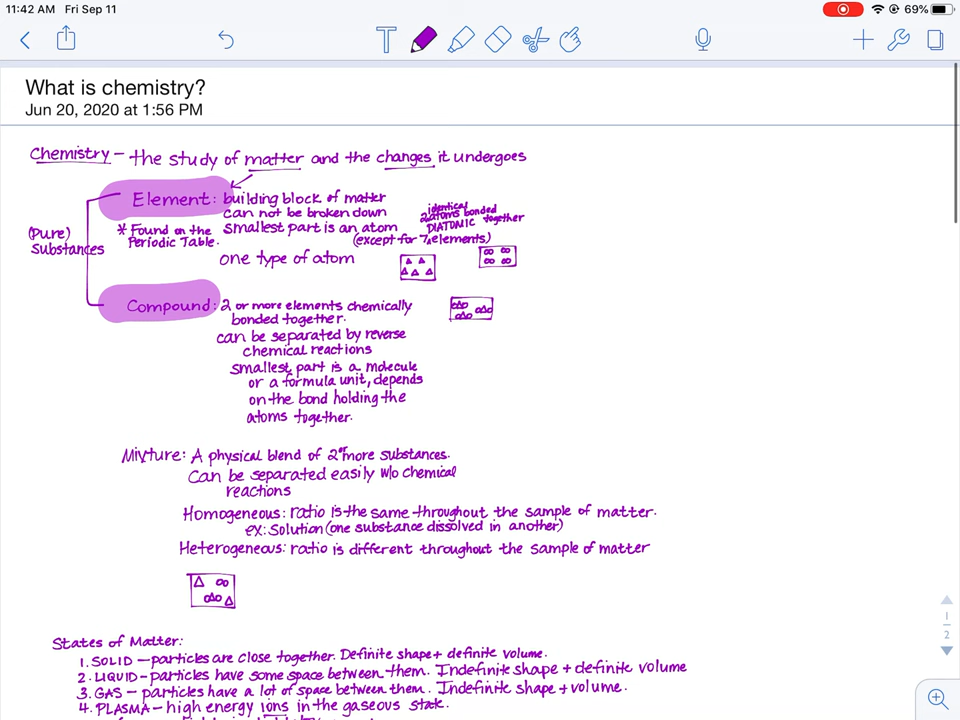 11:42 AM Fri Sep 11
69%
What is chemistry?
Jun 20, 2020 at 1:56 PM
Chemistry – the study of matter and the changes it undergoes
Element: building block of matter
can not be broken down
smallest part is an atom
(except for 7 elements)
identical
2 atoms bonded
DIATONIC together
* Found on the
Periodic Table.
one type of atom
(Pure)
Substances
Compound: 2 or more elements chemically
bonded together.
can be separated by reverse
chemical reactions
smallest part is a molecule
or a formula unit, depends
on the bond holding the
atoms together.
Mixture: A physical blend of 2 or more substances.
Can be separated easily w/o chemical
reactions
Homogeneous: ratio is the same throughout the sample of matter.
ex: Solution (one substance dissolved in another)
Heterogeneous: ratio is different throughout the sample of matter
1
2
States of Matter:
1. SOLID – particles are close together. Definite shape + definite volume.
2. LIQUID – particles have some space between them. Indefinite shape + definite volume
3. GAS – particles have a lot of space between them. Indefinite shape + volume.
4. PLASMA – high energy ions in the gaseous state.